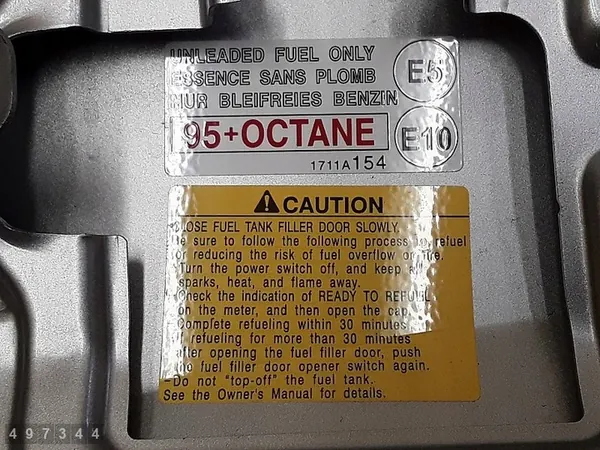 UNLEADED FUEL ONLY
ESSENCE SANS PLOMB
NUR BLEIFREIES BENZIN
E5
95+OCTANE
E10
1711A154
CAUTION
CLOSE FUEL TANK FILLER DOOR SLOWLY.
Be sure to follow the following process to refuel
for reducing the risk of fuel overflow or fire.
Turn the power switch off, and keep all
sparks, heat, and flame away.
Check the indication of READY TO REFUEL
on the meter, and then open the cap.
Complete refueling within 30 minutes
refueling for more than 30 minutes
after opening the fuel filler door, push
the fuel filler door opener switch again.
-Do not "top-off" the fuel tank.
See the Owner's Manual for details.
497344